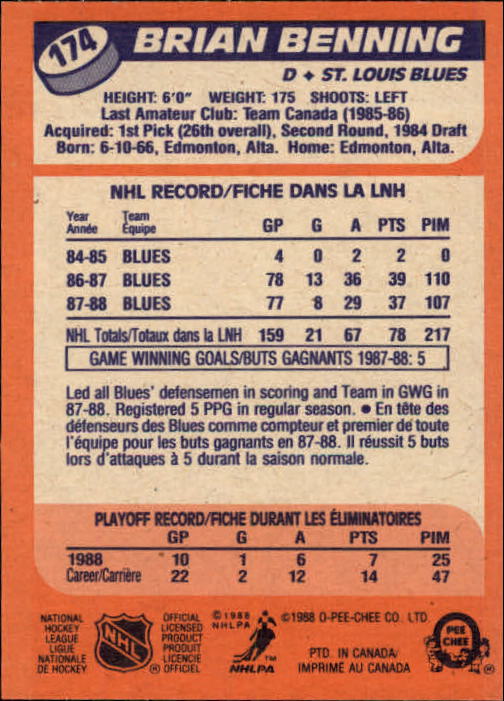 174
BRIAN BENNING
D ♦ ST. LOUIS BLUES
HEIGHT: 6'0" WEIGHT: 175 SHOOTS: LEFT
Last Amateur Club: Team Canada (1985-86)
Acquired: 1st Pick (26th overall), Second Round, 1984 Draft
Born: 6-10-66, Edmonton, Alta. Home: Edmonton, Alta.
NHL RECORD/FICHE DANS LA LNH
Year Team
Année Équipe GP G A PTS PIM
84-85 BLUES 4 0 2 2 0
86-87 BLUES 78 13 36 39 110
87-88 BLUES 77 8 29 37 107
NHL Totals/Totaux dans la LNH 159 21 67 78 217
GAME WINNING GOALS/BUTS GAGNANTS 1987-88: 5
Led all Blues' defensemen in scoring and Team in GWG in
87-88. Registered 5 PPG in regular season. ● En tête des
défenseurs des Blues comme compteur et premier de toute
l'équipe pour les buts gagnants en 87-88. Il réussit 5 buts
lors d'attaques à 5 durant la saison normale.
PLAYOFF RECORD/FICHE DURANT LES ÉLIMINATOIRES
GP G A PTS PIM
1988 10 1 6 7 25
Career/Carrière 22 2 12 14 47
NATIONAL
HOCKEY
LEAGUE
LIGUE
NATIONALE
DE HOCKEY
NHL
®
OFFICIAL
LICENSED
PRODUCT
PRODUIT
LICENCIE
OFFICIEL
© 1988
NHLPA
NHLPA
TM
©1988 O-PEE-CHEE CO. LTD.
PTD. IN CANADA/
IMPRIMÉ AU CANADA
O
PEE
CHEE
®